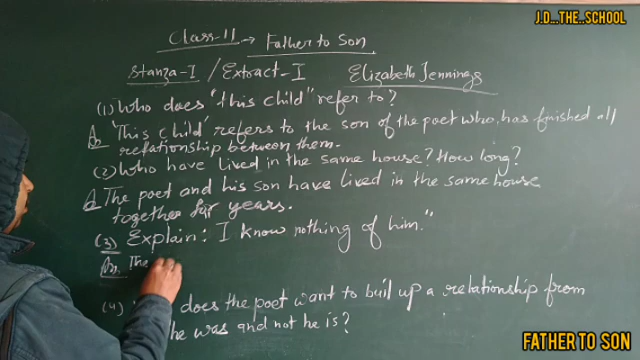 J.D...THE..SCHOOL
Class-11 → Father to Son
Stanza-I / Extract-I Elizabeth Jennings
(1) Who does "this child" refer to?
A. 'This child' refers to the son of the poet who, has finished all
relationship between them.
(2) Who have lived in the same house? How long?
A. The poet and his son have lived in the same house
together for years.
(3) Explain: I know nothing of him."
An. The
(4) does the poet want to buil up a relationship from
he was and not he is?
FATHER TO SON